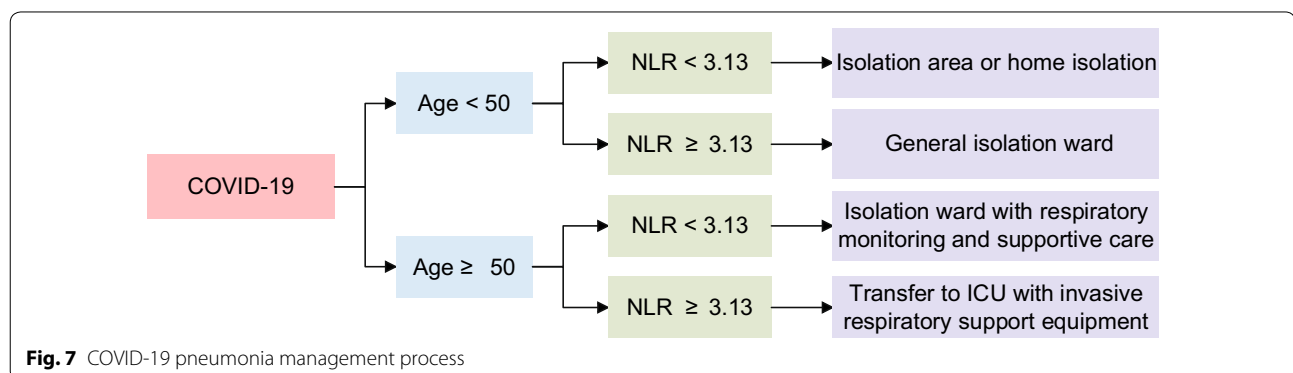 NLR < 3.13
Isolation area or home isolation
Age < 50
NLR ≥ 3.13
General isolation ward
COVID-19
NLR < 3.13
Isolation ward with respiratory
monitoring and supportive care
Age ≥ 50
NLR ≥ 3.13
Transfer to ICU with invasive
respiratory support equipment
Fig. 7 COVID-19 pneumonia management process